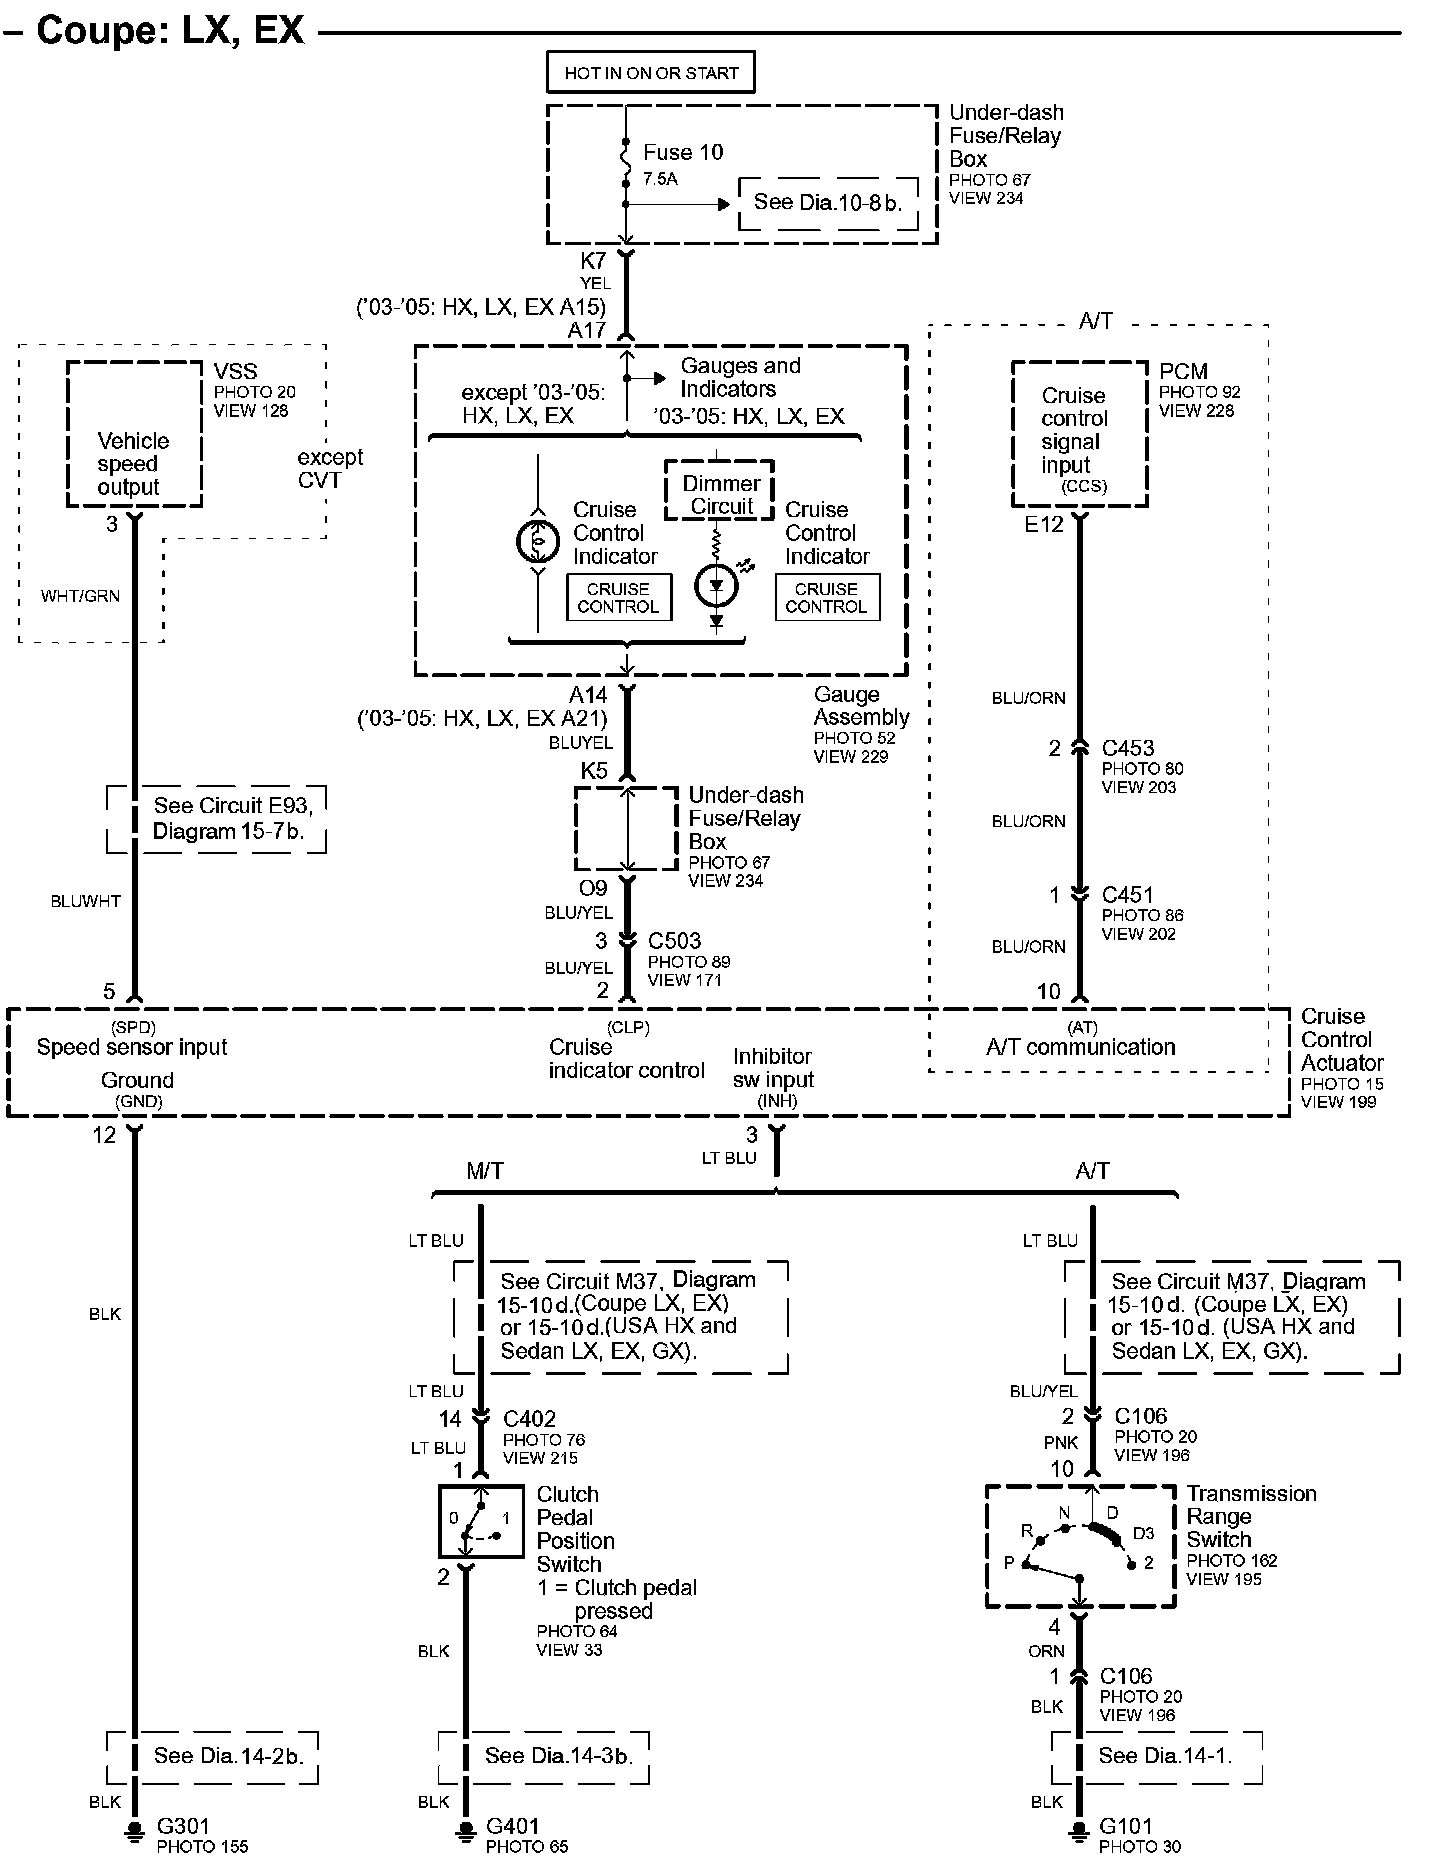 Coupe: LX, EX
HOT IN ON OR START
Under-dash
Fuse/Relay
Box
PHOTO 67
VIEW 234
Fuse 10
7.5A
See Dia.10-8b.
K7
YEL
('03-'05: HX, LX, EX A15)
A17
Gauges and
Indicators
except '03-'05:
HX, LX, EX
'03-'05: HX, LX, EX
Dimmer
Circuit
Cruise
Control
Indicator
CRUISE
CONTROL
Cruise
Control
Indicator
CRUISE
CONTROL
VSS
PHOTO 20
VIEW 128
Vehicle
speed
output
except
CVT
3
WHT/GRN
See Circuit E93,
Diagram 15-7b.
BLUWHT
5
A/T
PCM
PHOTO 92
VIEW 228
Cruise
control
signal
input
(CCS)
E12
BLU/ORN
2
C453
PHOTO 80
VIEW 203
BLU/ORN
1
C451
PHOTO 86
VIEW 202
BLU/ORN
10
A14
('03-'05: HX, LX, EX A21)
BLUYEL
Gauge
Assembly
PHOTO 52
VIEW 229
K5
Under-dash
Fuse/Relay
Box
PHOTO 67
VIEW 234
O9
BLU/YEL
3
C503
PHOTO 89
VIEW 171
BLU/YEL
2
(SPD)
Speed sensor input
Ground
(GND)
(CLP)
Cruise
indicator control
Inhibitor
sw input
(INH)
(AT)
A/T communication
Cruise
Control
Actuator
PHOTO 15
VIEW 199
12
3
LT BLU
M/T
A/T
BLK
LT BLU
See Circuit M37, Diagram
15-10d.(Coupe LX, EX)
or 15-10d.(USA HX and
Sedan LX, EX, GX).
LT BLU
14
C402
PHOTO 76
VIEW 215
LT BLU
1
0
1
Clutch
Pedal
Position
Switch
1 = Clutch pedal
pressed
PHOTO 64
VIEW 33
2
BLK
LT BLU
See Circuit M37, Diagram
15-10d. (Coupe LX, EX)
or 15-10d. (USA HX and
Sedan LX, EX, GX).
BLU/YEL
2
C106
PHOTO 20
VIEW 196
PNK
10
P
R
N
D
D3
2
Transmission
Range
Switch
PHOTO 162
VIEW 195
4
ORN
1
C106
PHOTO 20
VIEW 196
BLK
See Dia.14-2b.
See Dia.14-3b.
See Dia.14-1.
BLK
BLK
BLK
G301
PHOTO 155
G401
PHOTO 65
G101
PHOTO 30